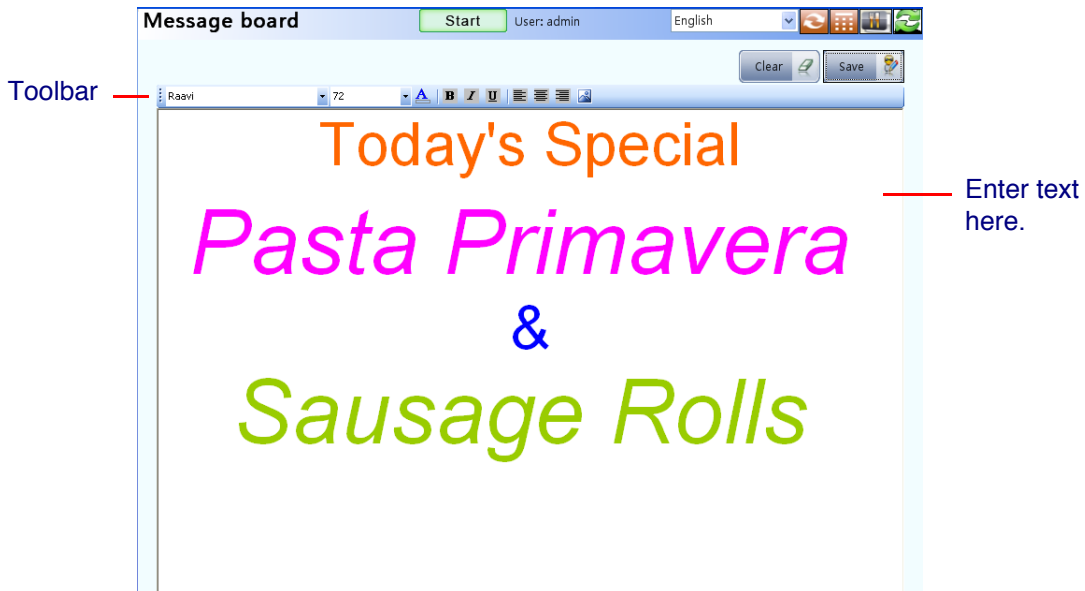 Message board Start User: admin English
Clear Save
Toolbar Raavi 72 A B I U
Today's Special
Pasta Primavera
&
Sausage Rolls
Enter text
here.